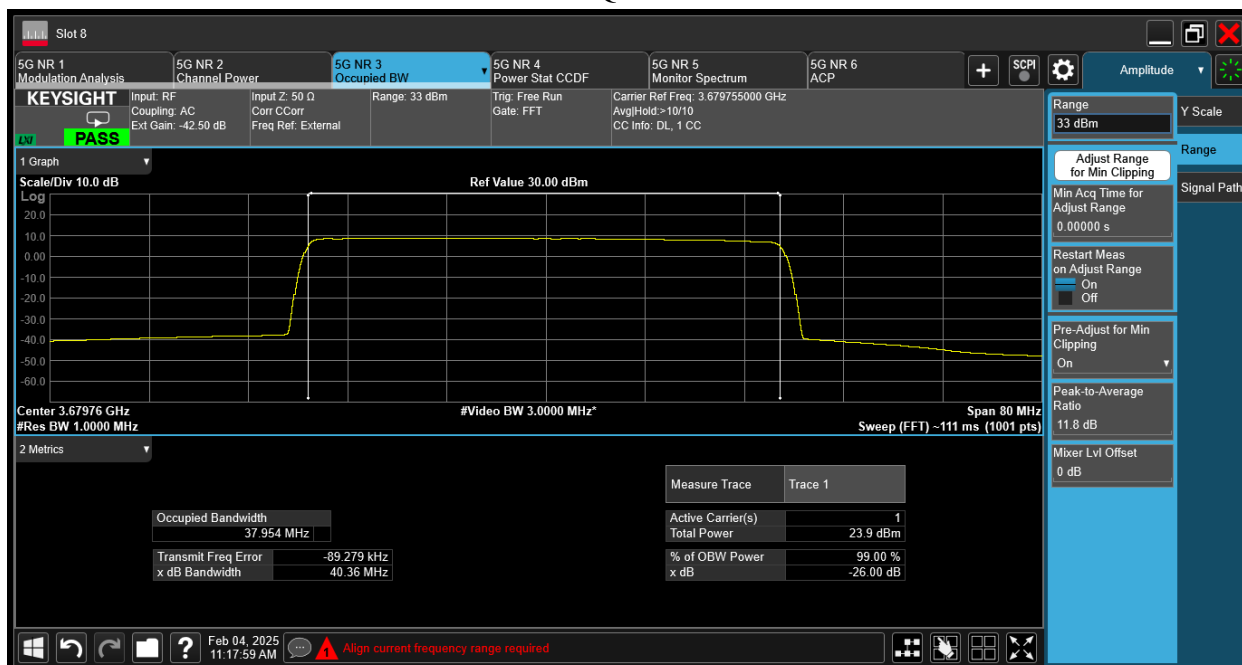 Slot 8
5G NR 1
Modulation Analysis
5G NR 2
Channel Power
5G NR 3
Occupied BW
5G NR 4
Power Stat CCDF
5G NR 5
Monitor Spectrum
5G NR 6
ACP
SCPI
Amplitude
KEYSIGHT
LXI
PASS
Input: RF
Coupling: AC
Ext Gain: -42.50 dB
Input Z: 50 Ω
Corr CCorr
Freq Ref: External
Range: 33 dBm
Trig: Free Run
Gate: FFT
Carrier Ref Freq: 3.679755000 GHz
Avg|Hold:>10/10
CC Info: DL, 1 CC
1 Graph
Scale/Div 10.0 dB
Ref Value 30.00 dBm
Log
20.0
10.0
0.00
-10.0
-20.0
-30.0
-40.0
-50.0
-60.0
Center 3.67976 GHz
#Video BW 3.0000 MHz*
Span 80 MHz
#Res BW 1.0000 MHz
Sweep (FFT) ~111 ms (1001 pts)
2 Metrics
Occupied Bandwidth
37.954 MHz
Transmit Freq Error -89.279 kHz
x dB Bandwidth 40.36 MHz
Measure Trace Trace 1
Active Carrier(s) 1
Total Power 23.9 dBm
% of OBW Power 99.00 %
x dB -26.00 dB
Range
33 dBm
Adjust Range
for Min Clipping
Min Acq Time for
Adjust Range
0.00000 s
Restart Meas
on Adjust Range
On
Off
Pre-Adjust for Min
Clipping
On
Peak-to-Average
Ratio
11.8 dB
Mixer Lvl Offset
0 dB
Y Scale
Range
Signal Path
?
Feb 04, 2025
11:17:59 AM
1
Align current frequency range required